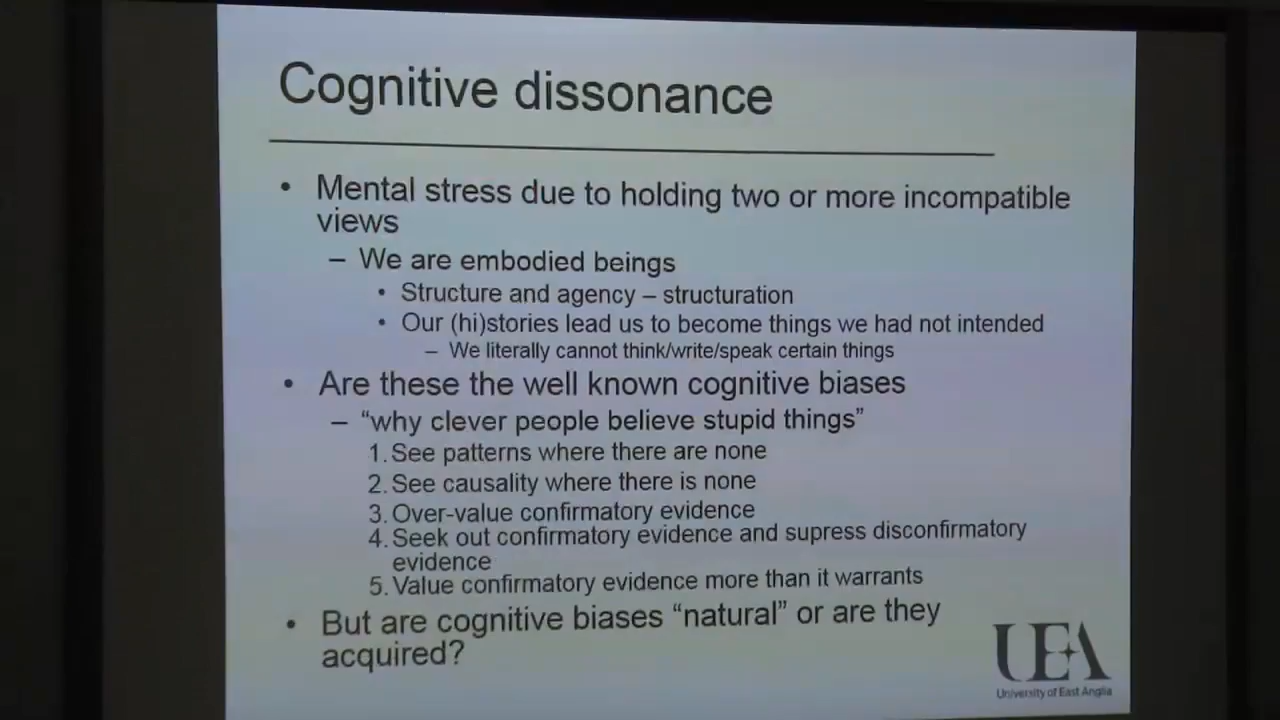 Cognitive dissonance
• Mental stress due to holding two or more incompatible
views
– We are embodied beings
• Structure and agency – structuration
• Our (hi)stories lead us to become things we had not intended
– We literally cannot think/write/speak certain things
• Are these the well known cognitive biases
– “why clever people believe stupid things”
1. See patterns where there are none
2. See causality where there is none
3. Over-value confirmatory evidence
4. Seek out confirmatory evidence and supress disconfirmatory
evidence
5. Value confirmatory evidence more than it warrants
• But are cognitive biases “natural” or are they
acquired?
UEA
University of East Anglia